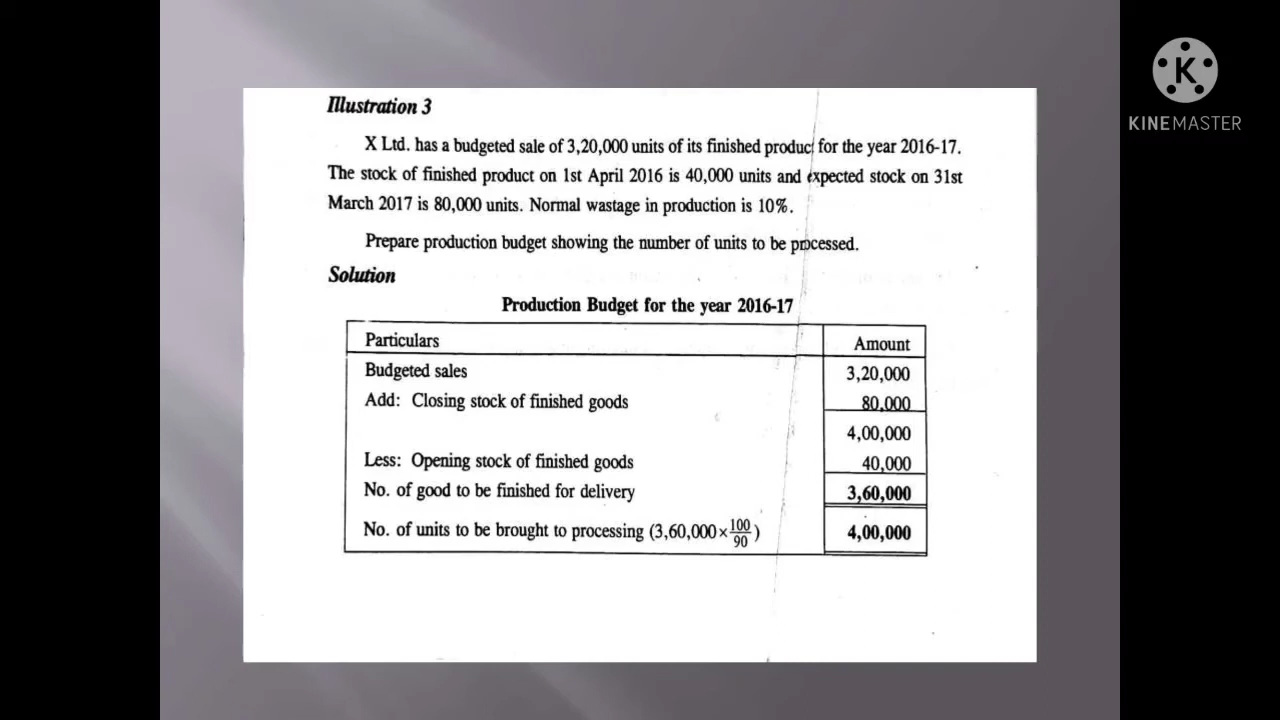 KINEMASTER
Illustration 3
X Ltd. has a budgeted sale of 3,20,000 units of its finished product for the year 2016-17.
The stock of finished product on 1st April 2016 is 40,000 units and expected stock on 31st
March 2017 is 80,000 units. Normal wastage in production is 10%.
Prepare production budget showing the number of units to be processed.
Solution
Production Budget for the year 2016-17
Particulars Amount
Budgeted sales 3,20,000
Add: Closing stock of finished goods 80,000
4,00,000
Less: Opening stock of finished goods 40,000
No. of good to be finished for delivery 3,60,000
No. of units to be brought to processing (3,60,000×100/90) 4,00,000